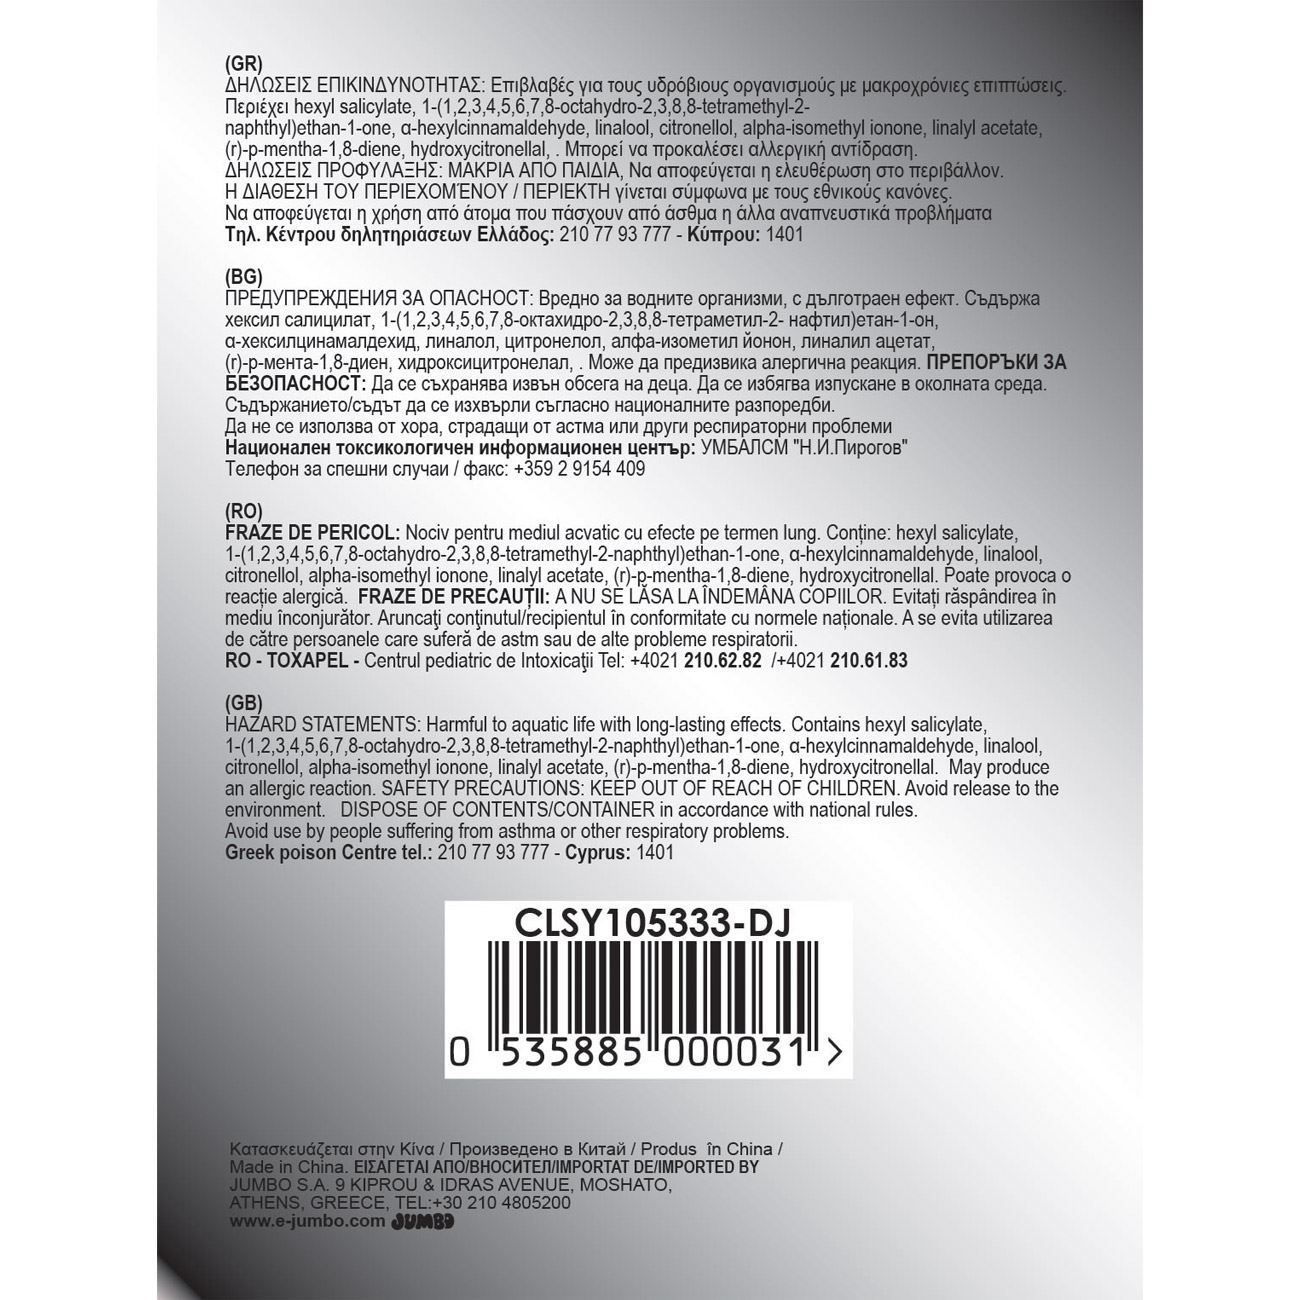 (GR)
ΔΗΛΩΣΕΙΣ ΕΠΙΚΙΝΔΥΝΟΤΗΤΑΣ: Επιβλαβές για τους υδρόβιους οργανισμούς με μακροχρόνιες επιπτώσεις.
Περιέχει hexyl salicylate, 1-(1,2,3,4,5,6,7,8-octahydro-2,3,8,8-tetramethyl-2-
naphthyl)ethan-1-one, α-hexylcinnamaldehyde, linalool, citronellol, alpha-isomethyl ionone, linalyl acetate,
(r)-p-mentha-1,8-diene, hydroxycitronellal, . Μπορεί να προκαλέσει αλλεργική αντίδραση.
ΔΗΛΩΣΕΙΣ ΠΡΟΦΥΛΑΞΗΣ: ΜΑΚΡΙΑ ΑΠΟ ΠΑΙΔΙΑ, Να αποφεύγεται η ελευθέρωση στο περιβάλλον.
Η ΔΙΑΘΕΣΗ ΤΟΥ ΠΕΡΙΕΧΟΜΈΝΟΥ / ΠΕΡΙΕΚΤΗ γίνεται σύμφωνα με τους εθνικούς κανόνες.
Να αποφεύγεται η χρήση από άτομα που πάσχουν από άσθμα η άλλα αναπνευστικά προβλήματα
Τηλ. Κέντρου δηλητηριάσεων Ελλάδος: 210 77 93 777 - Κύπρου: 1401
(BG)
ПРЕДУПРЕЖДЕНИЯ ЗА ОПАСНОСТ: Вредно за водните организми, с дълготраен ефект. Съдържа
хексил салицилат, 1-(1,2,3,4,5,6,7,8-октахидро-2,3,8,8-тетраметил-2- нафтил)етан-1-он,
α-хексилцинамалдехид, линалол, цитронелол, алфа-изометил йонон, линалил ацетат,
(r)-р-мента-1,8-диен, хидроксицитронелал, . Може да предизвика алергична реакция. ПРЕПОРЪКИ ЗА
БЕЗОПАСНОСТ: Да се съхранява извън обсега на деца. Да се избягва изпускане в околната среда.
Съдържанието/съдът да се изхвърли съгласно националните разпоредби.
Да не се използва от хора, страдащи от астма или други респираторни проблеми
Национален токсикологичен информационен център: УМБАЛСМ "Н.И.Пирогов"
Телефон за спешни случаи / факс: +359 2 9154 409
(RO)
FRAZE DE PERICOL: Nociv pentru mediul acvatic cu efecte pe termen lung. Conține: hexyl salicylate,
1-(1,2,3,4,5,6,7,8-octahydro-2,3,8,8-tetramethyl-2-naphthyl)ethan-1-one, α-hexylcinnamaldehyde, linalool,
citronellol, alpha-isomethyl ionone, linalyl acetate, (r)-p-mentha-1,8-diene, hydroxycitronellal. Poate provoca o
reacție alergică. FRAZE DE PRECAUȚII: A NU SE LĂSA LA ÎNDEMÂNA COPIILOR. Evitați răspândirea în
mediu înconjurător. Aruncaţi conţinutul/recipientul în conformitate cu normele naționale. A se evita utilizarea
de către persoanele care suferă de astm sau de alte probleme respiratorii.
RO - TOXAPEL - Centrul pediatric de Intoxicaţii Tel: +4021 210.62.82 /+4021 210.61.83
(GB)
HAZARD STATEMENTS: Harmful to aquatic life with long-lasting effects. Contains hexyl salicylate,
1-(1,2,3,4,5,6,7,8-octahydro-2,3,8,8-tetramethyl-2-naphthyl)ethan-1-one, α-hexylcinnamaldehyde, linalool,
citronellol, alpha-isomethyl ionone, linalyl acetate, (r)-p-mentha-1,8-diene, hydroxycitronellal. May produce
an allergic reaction. SAFETY PRECAUTIONS: KEEP OUT OF REACH OF CHILDREN. Avoid release to the
environment. DISPOSE OF CONTENTS/CONTAINER in accordance with national rules.
Avoid use by people suffering from asthma or other respiratory problems.
Greek poison Centre tel.: 210 77 93 777 - Cyprus: 1401
CLSY105333-DJ
0 535885 000031 >
Κατασκευάζεται στην Κίνα / Произведено в Китай / Produs în China /
Made in China. ΕΙΣΑΓΕΤΑΙ ΑΠΟ/ВНОСИТЕЛ/IMPORTAT DE/IMPORTED BY
JUMBO S.A. 9 KIPROU & IDRAS AVENUE, MOSHATO,
ATHENS, GREECE, TEL:+30 210 4805200
www.e-jumbo.com JUMBO